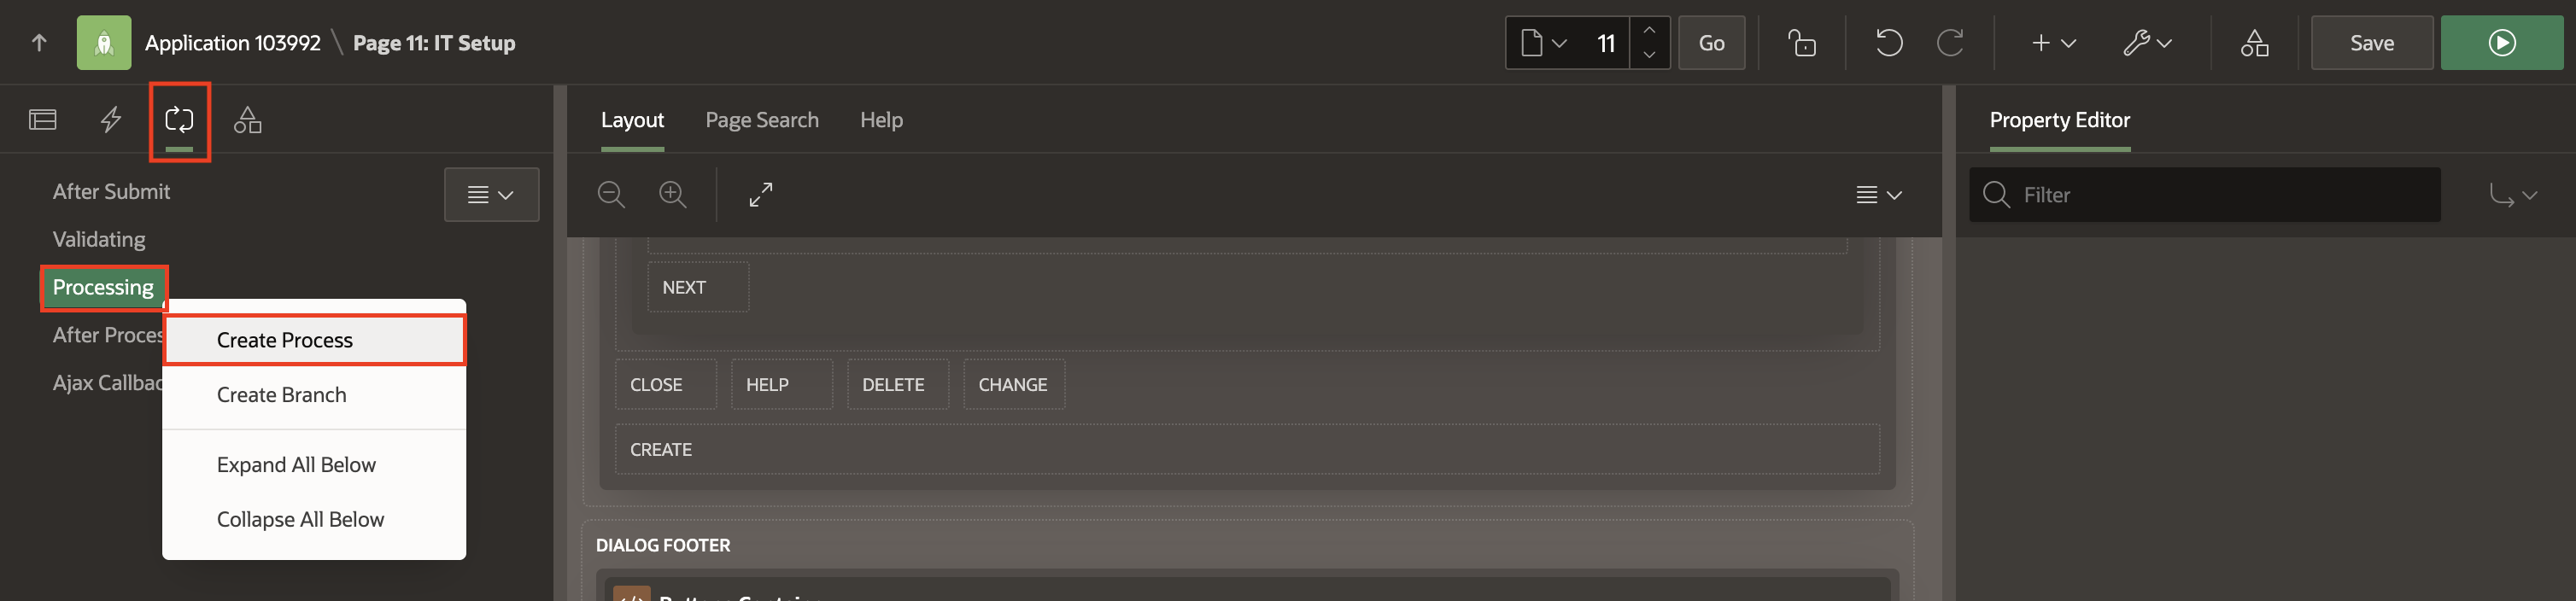 Application 103992 \ Page 11: IT Setup
11
Go
Save
Layout
Page Search
Help
Property Editor
After Submit
Validating
Processing
After Proces
Ajax Callbac
Create Process
Create Branch
Expand All Below
Collapse All Below
Filter
NEXT
CLOSE
HELP
DELETE
CHANGE
CREATE
DIALOG FOOTER